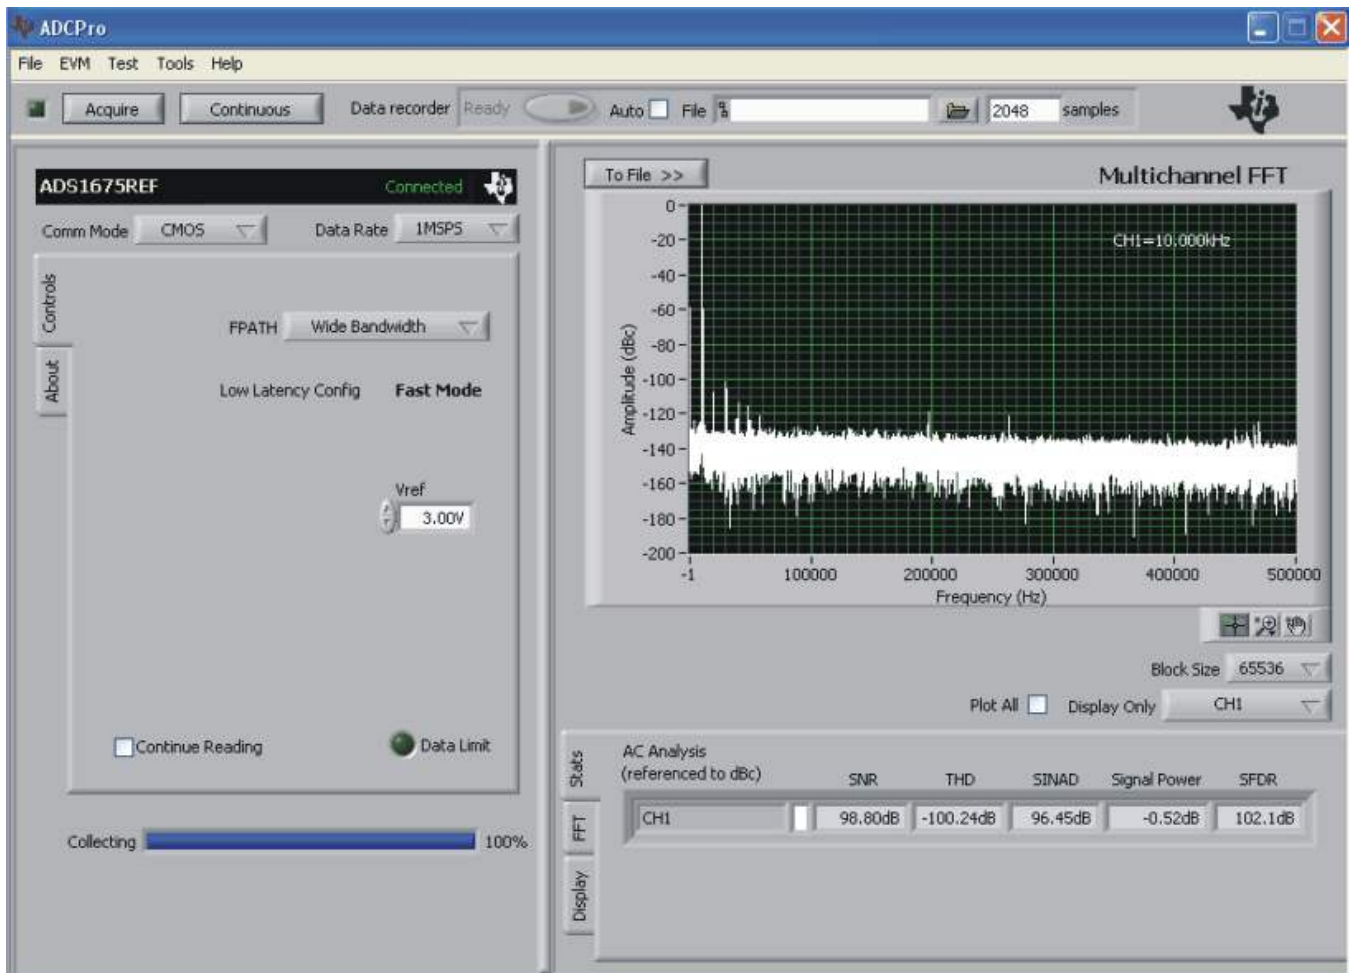 ADCPro
File EVM Test Tools Help
Acquire Continuous Data recorder Ready Auto File 2048 samples
ADS1675REF Connected
Comm Mode CMOS Data Rate 1MSPS
Controls
About
FPATH Wide Bandwidth
Low Latency Config Fast Mode
Vref
3.00V
Continue Reading Data Limit
Collecting 100%
To File >> Multichannel FFT
CH1=10.000kHz
Amplitude (dBc)
0
-20
-40
-60
-80
-100
-120
-140
-160
-180
-200
-1 100000 200000 300000 400000 500000
Frequency (Hz)
Block Size 65536
Plot All Display Only CH1
Stats
FFT
Display
AC Analysis
(referenced to dBc) SNR THD SINAD Signal Power SFDR
CH1 98.80dB -100.24dB 96.45dB -0.52dB 102.1dB